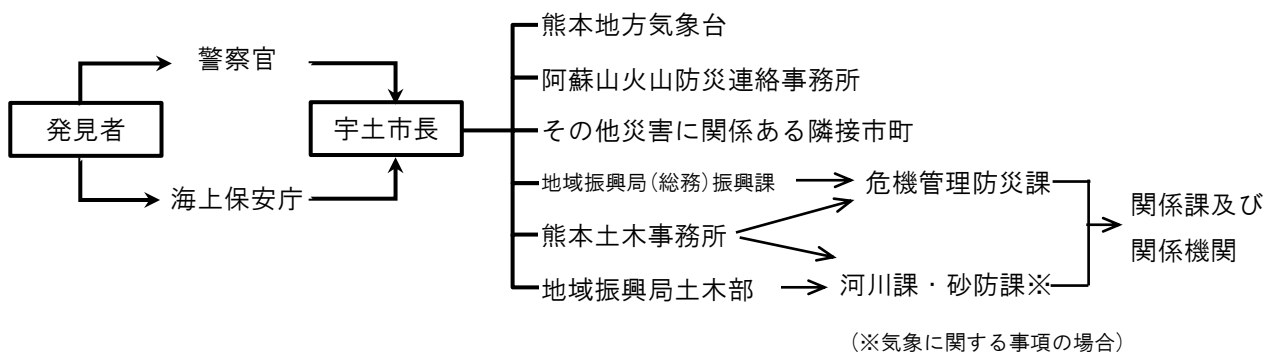 熊本地方気象台
警察官
阿蘇山火山防災連絡事務所
発見者
宇土市長
その他災害に関係ある隣接市町
地域振興局(総務)振興課
危機管理防災課
海上保安庁
関係課及び
関係機関
熊本土木事務所
地域振興局土木部
河川課・砂防課※
(※気象に関する事項の場合)